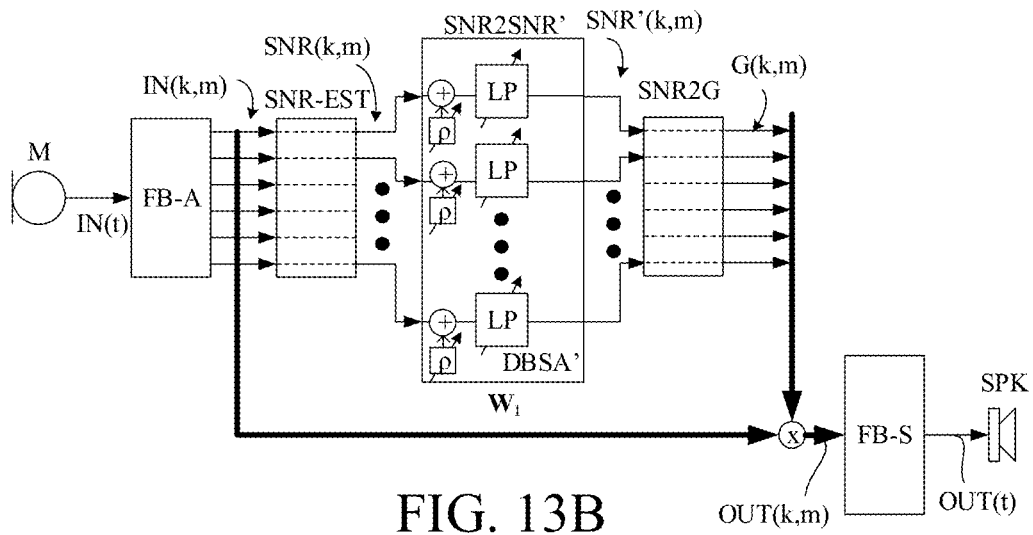 SNR2SNR'
SNR'(k,m)
SNR(k,m)
G(k,m)
IN(k,m)
SNR-EST
SNR2G
M
FB-A
IN(t)
+
LP
ρ
+
LP
ρ
+
LP
ρ
DBSA'
W1
x
FB-S
SPK
OUT(k,m)
OUT(t)
FIG. 13B